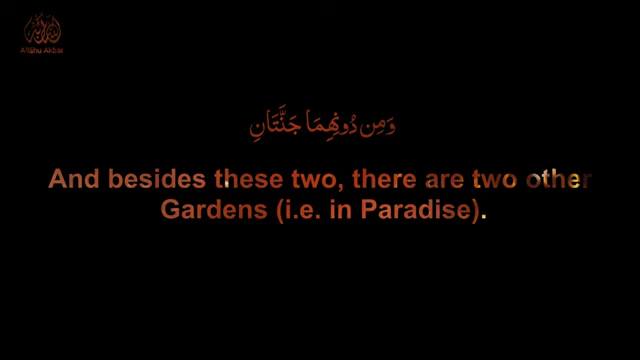 Allahu Akbar
وَمِن دُونِهِمَا جَنَّتَانِ
And besides these two, there are two other
Gardens (i.e. in Paradise).